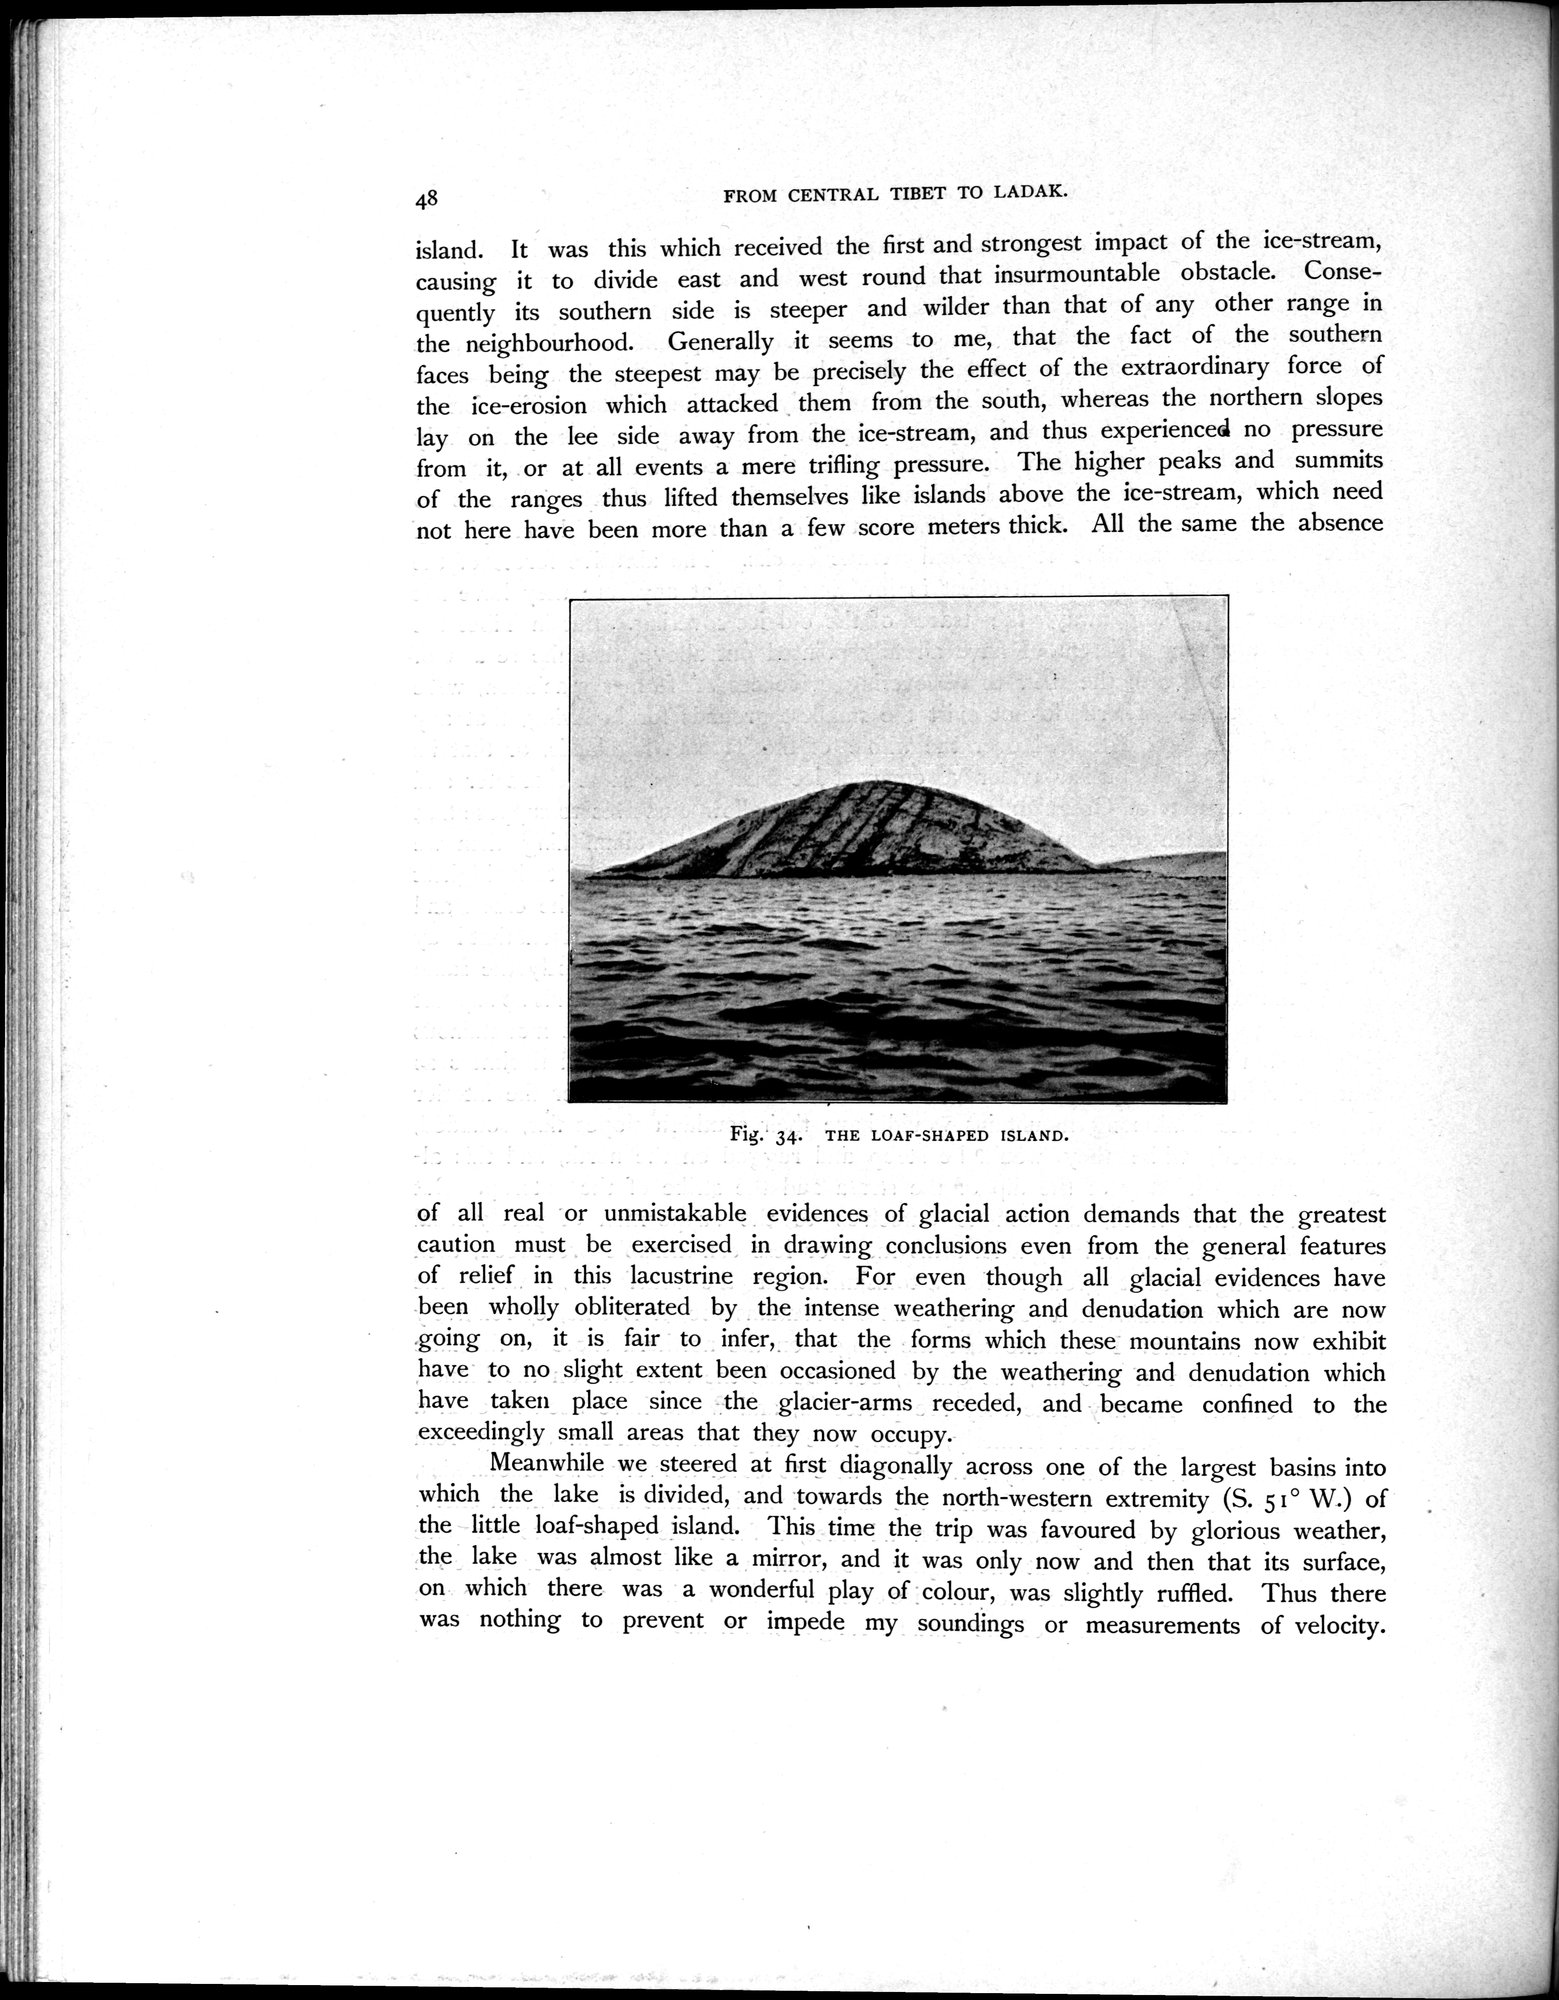 48
FROM CENTRAL TIBET TO LADAK.
island. It was this which received the first and strongest impact of the ice-stream,
causing it to divide east and west round that insurmountable obstacle. Conse-
quently its southern side is steeper and wilder than that of any other range in
the neighbourhood. Generally it seems to me, that the fact of the southern
faces being the steepest may be precisely the effect of the extraordinary force of
the ice-erosion which attacked them from the south, whereas the northern slopes
lay on the lee side away from the ice-stream, and thus experienced no pressure
from it, or at all events a mere trifling pressure. The higher peaks and summits
of the ranges thus lifted themselves like islands above the ice-stream, which need
not here have been more than a few score meters thick. All the same the absence
Fig. 34. THE LOAF-SHAPED ISLAND.
of all real or unmistakable evidences of glacial action demands that the greatest
caution must be exercised in drawing conclusions even from the general features
of relief in this lacustrine region. For even though all glacial evidences have
been wholly obliterated by the intense weathering and denudation which are now
going on, it is fair to infer, that the forms which these mountains now exhibit
have to no slight extent been occasioned by the weathering and denudation which
have taken place since the glacier-arms receded, and became confined to the
exceedingly small areas that they now occupy.
Meanwhile we steered at first diagonally across one of the largest basins into
which the lake is divided, and towards the north-western extremity (S. 51° W.) of
the little loaf-shaped island. This time the trip was favoured by glorious weather,
the lake was almost like a mirror, and it was only now and then that its surface,
on which there was a wonderful play of colour, was slightly ruffled. Thus there
was nothing to prevent or impede my soundings or measurements of velocity.